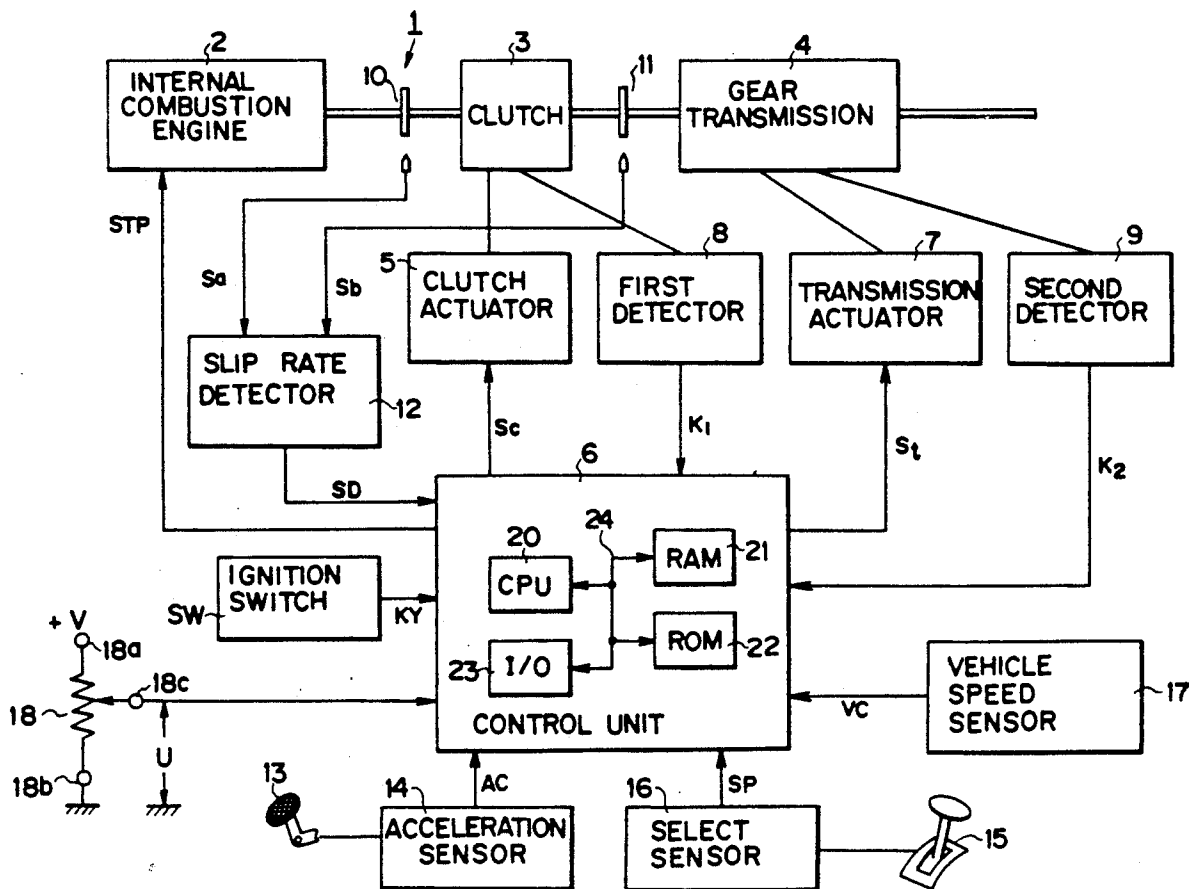 1
2
3
4
10
11
INTERNAL
COMBUSTION
ENGINE
CLUTCH
GEAR
TRANSMISSION
STP
Sa
Sb
5
CLUTCH
ACTUATOR
8
FIRST
DETECTOR
7
TRANSMISSION
ACTUATOR
9
SECOND
DETECTOR
SLIP RATE
DETECTOR
12
Sc
K1
St
K2
SD
6
20
CPU
24
RAM
21
23
I/O
ROM
22
CONTROL UNIT
IGNITION
SWITCH
SW
KY
+ V
18a
18c
18
U
18b
VEHICLE
SPEED
SENSOR
17
VC
13
14
ACCELERATION
SENSOR
AC
16
SELECT
SENSOR
SP
15